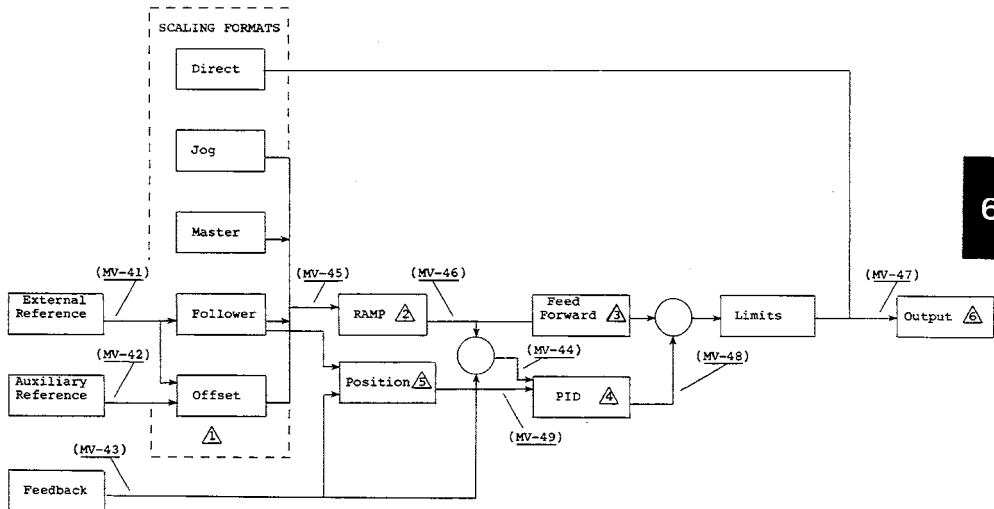 SCALING FORMATS
Direct
Jog
Master
6
(MV-41)
(MV-45)
(MV-46)
(MV-47)
External
Reference
Follower
RAMP 2
Feed
Forward 3
Limits
Output 6
(MV-42)
(MV-44)
(MV-48)
Auxiliary
Reference
Offset
Position 5
PID 4
1
(MV-49)
(MV-43)
Feedback